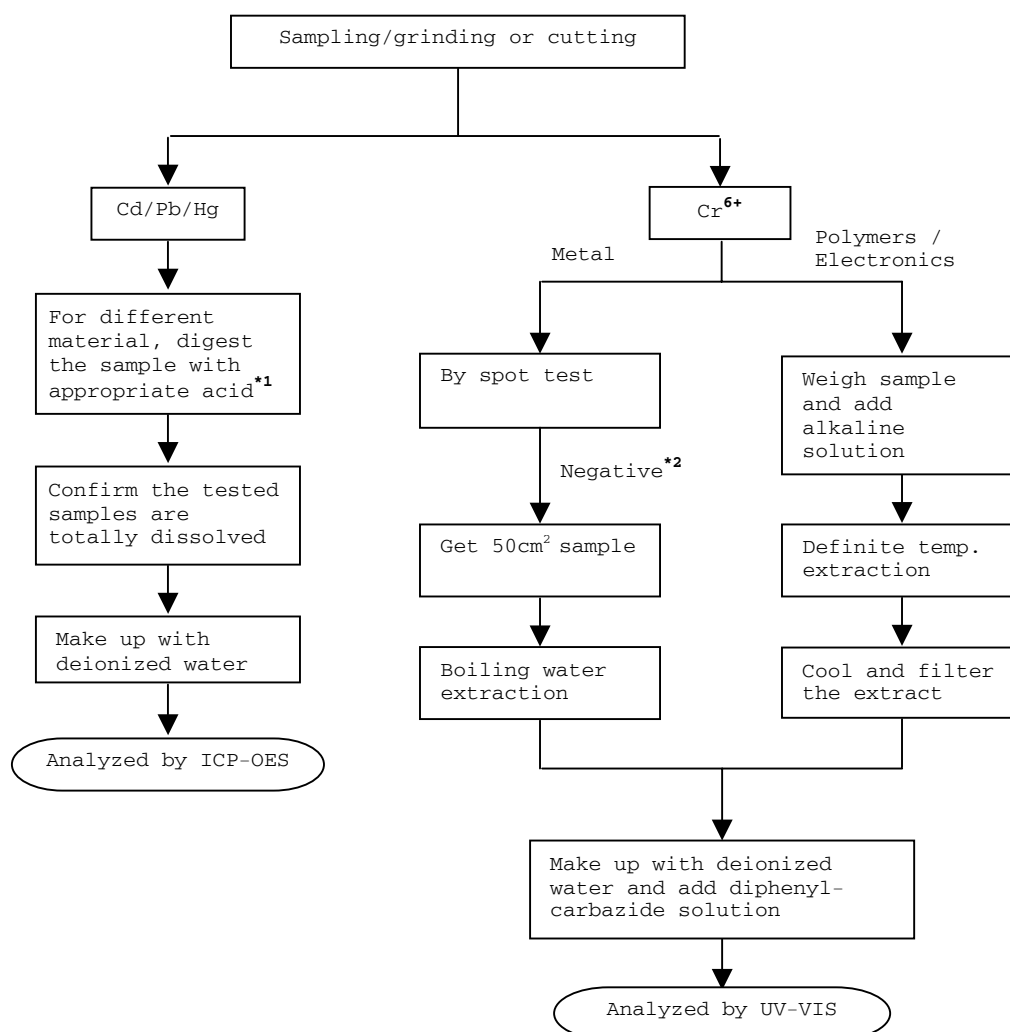 Sampling/grinding or cutting
Cd/Pb/Hg
For different
material, digest
the sample with
appropriate acid*1
Confirm the tested
samples are
totally dissolved
Make up with
deionized water
Analyzed by ICP-OES
Cr6+
Metal
Polymers /
Electronics
By spot test
Negative*2
Get 50cm² sample
Boiling water
extraction
Weigh sample
and add
alkaline
solution
Definite temp.
extraction
Cool and filter
the extract
Make up with deionized
water and add diphenyl-
carbazide solution
Analyzed by UV-VIS